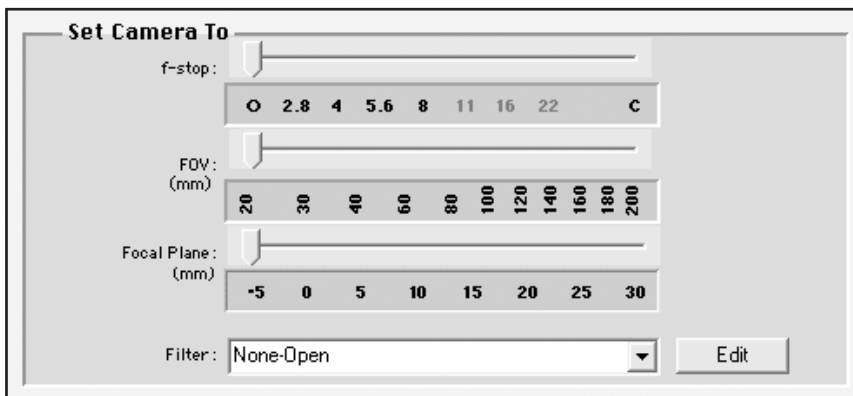 Set Camera To
f-stop:
O 2.8 4 5.6 8 11 16 22 C
FOV:
(mm)
20 30 40 60 80 100 120 140 160 180 200
Focal Plane:
(mm)
-5 0 5 10 15 20 25 30
Filter: None-Open Edit